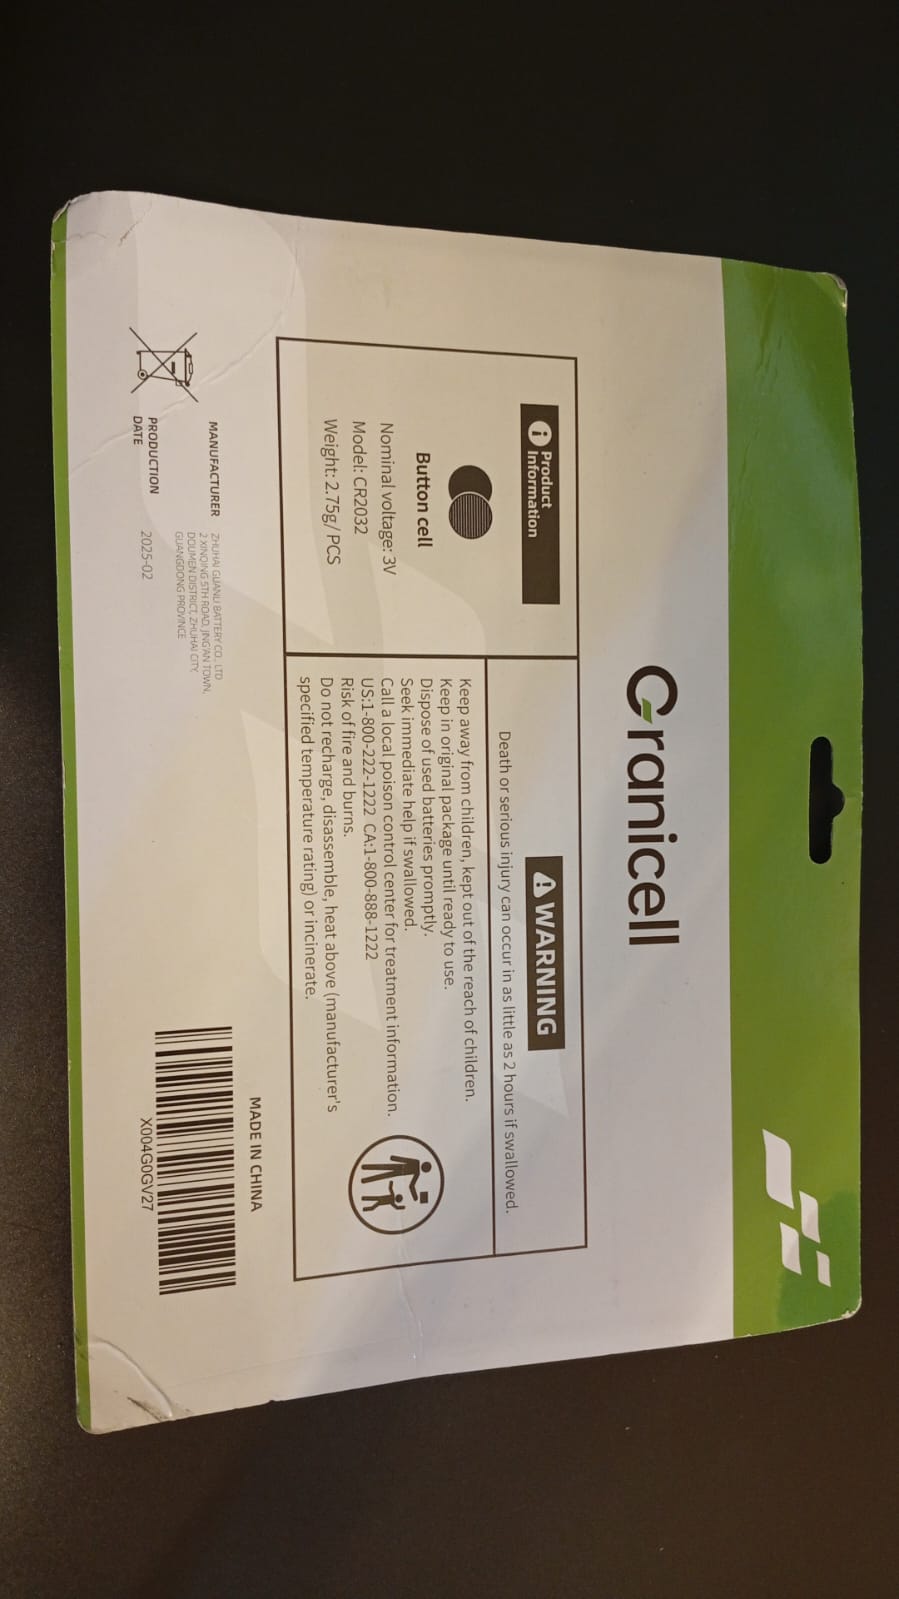 Granicell
Product
Information
Button cell
Nominal voltage: 3V
Model: CR2032
Weight: 2.75g/ PCS
WARNING
Death or serious injury can occur in as little as 2 hours if swallowed.
Keep away from children, kept out of the reach of children.
Keep in original package until ready to use.
Dispose of used batteries promptly.
Seek immediate help if swallowed.
Call a local poison control center for treatment information.
US:1-800-222-1222 CA:1-800-888-1222
Risk of fire and burns.
Do not recharge, disassemble, heat above (manufacturer's
specified temperature rating) or incinerate.
MANUFACTURER
ZHUHAI GUANLI BATTERY CO., LTD
2 XINQING 5TH ROAD, JING'AN TOWN,
DOUMEN DISTRICT, ZHUHAI CITY,
GUANGDONG PROVINCE
PRODUCTION
DATE
2025-02
MADE IN CHINA
X004G0GV27